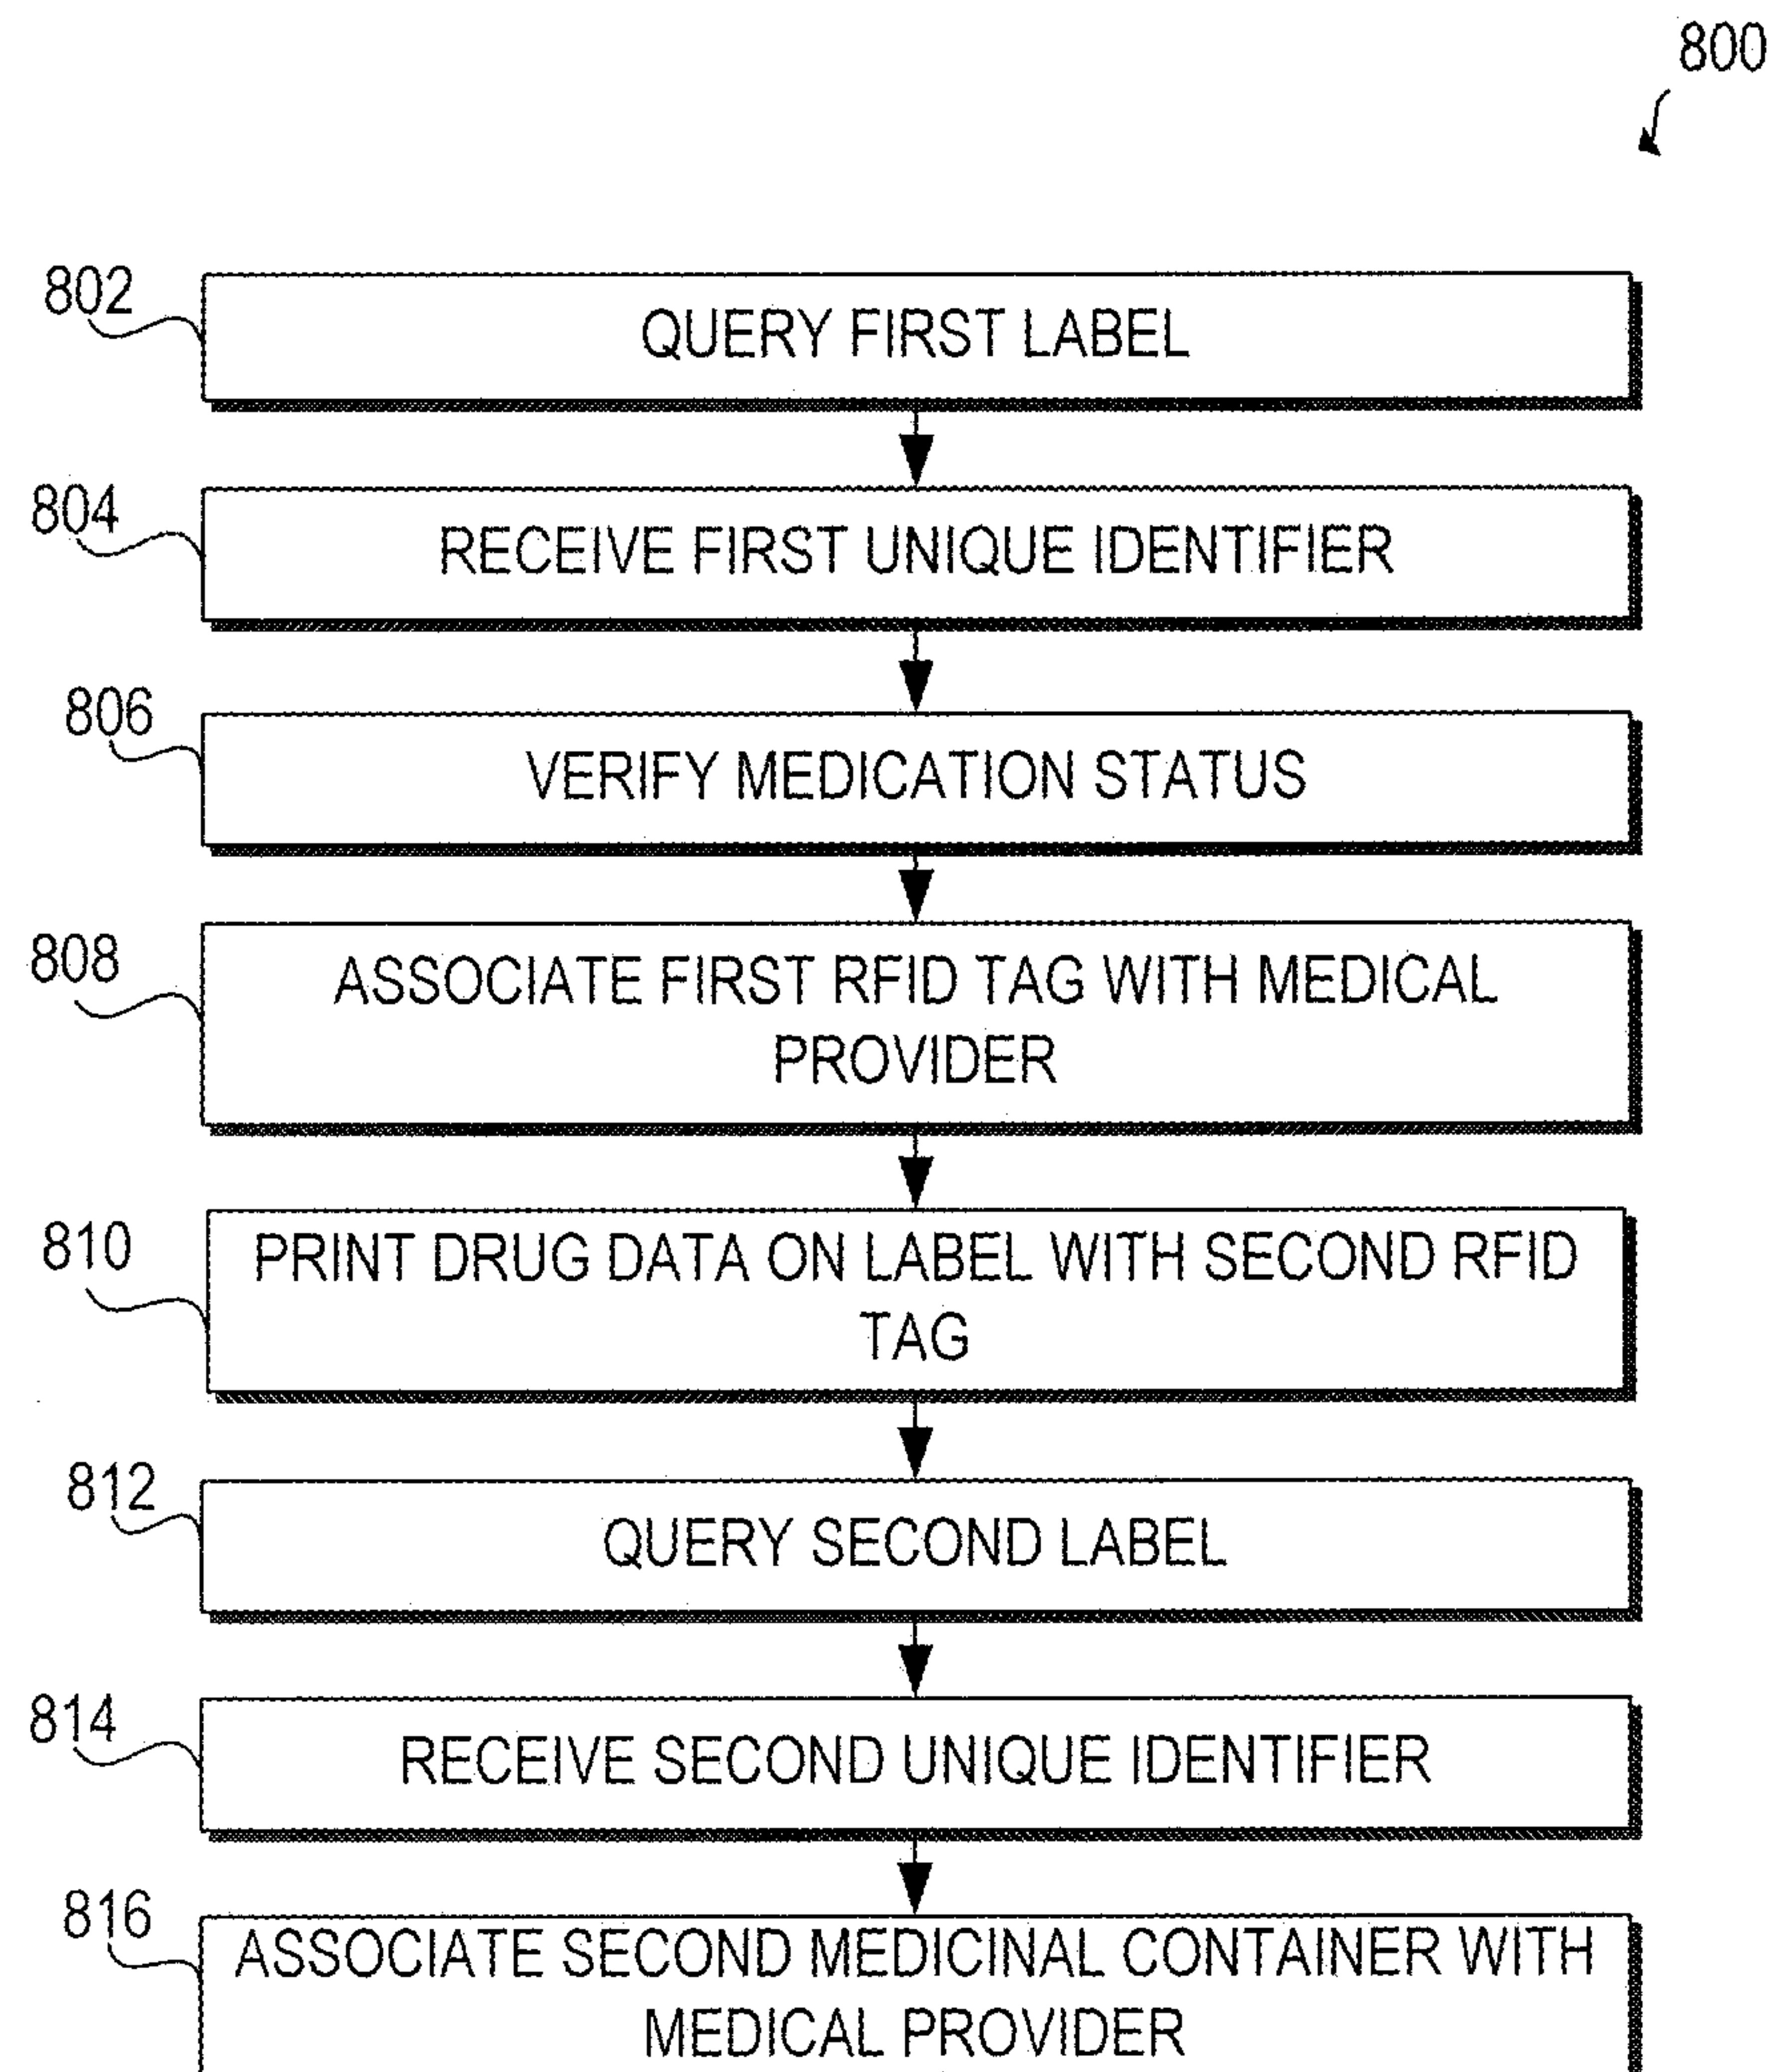 800
802
QUERY FIRST LABEL
804
RECEIVE FIRST UNIQUE IDENTIFIER
806
VERIFY MEDICATION STATUS
808
ASSOCIATE FIRST RFID TAG WITH MEDICAL
PROVIDER
810
PRINT DRUG DATA ON LABEL WITH SECOND RFID
TAG
812
QUERY SECOND LABEL
814
RECEIVE SECOND UNIQUE IDENTIFIER
816
ASSOCIATE SECOND MEDICINAL CONTAINER WITH
MEDICAL PROVIDER